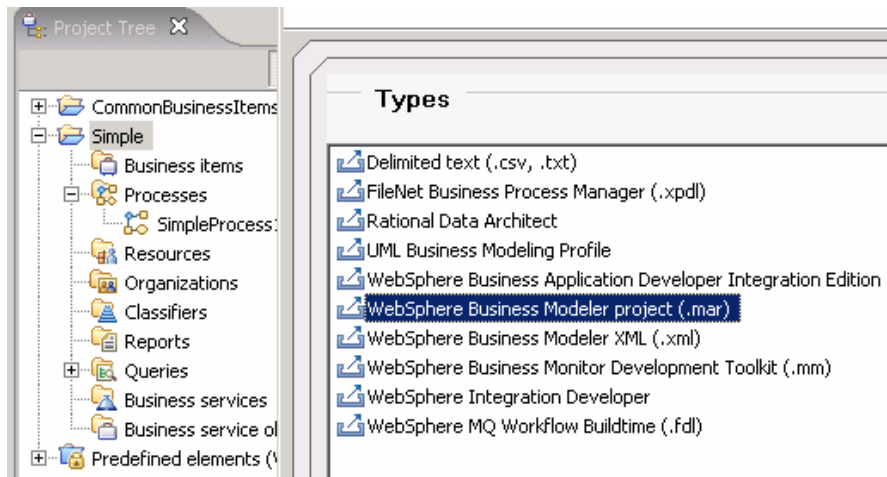 Project Tree
CommonBusinessItems
Simple
Business items
Processes
SimpleProcess
Resources
Organizations
Classifiers
Reports
Queries
Business services
Business service
Predefined elements
Types
Delimited text (.csv, .txt)
FileNet Business Process Manager (.xpdl)
Rational Data Architect
UML Business Modeling Profile
WebSphere Business Application Developer Integration Edition
WebSphere Business Modeler project (.mar)
WebSphere Business Modeler XML (.xml)
WebSphere Business Monitor Development Toolkit (.mm)
WebSphere Integration Developer
WebSphere MQ Workflow Buildtime (.fdl)